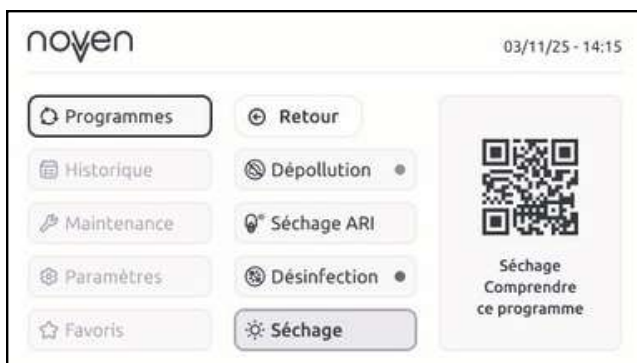 noven
03/11/25 - 14:15
Programmes
Historique
Maintenance
Paramètres
Favoris
Retour
Dépollution
Séchage ARI
Désinfection
Séchage
Séchage
Comprendre
ce programme